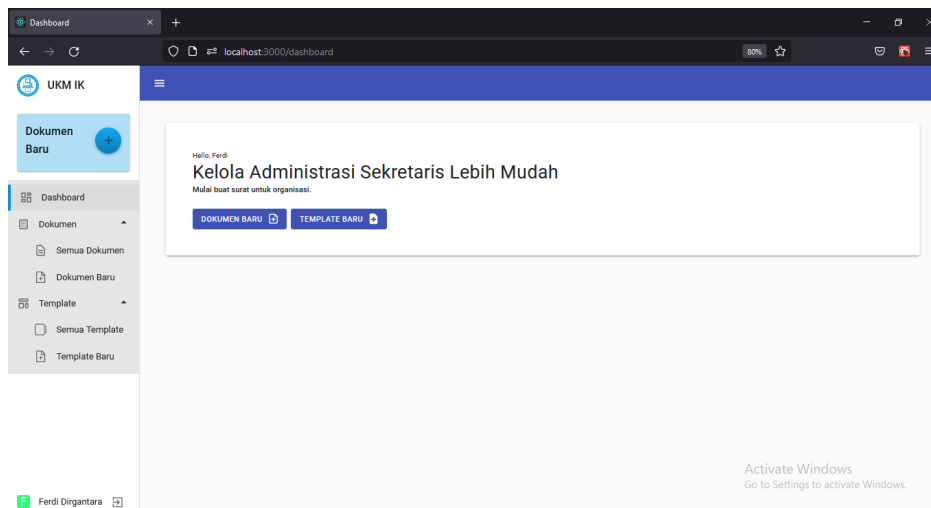 Dashboard
localhost:3000/dashboard
80%
UKM IK
Dokumen
Baru
Dashboard
Dokumen
Semua Dokumen
Dokumen Baru
Template
Semua Template
Template Baru
F
Ferdi Dirgantara
Hello, Ferdi
Kelola Administrasi Sekretaris Lebih Mudah
Mulai buat surat untuk organisasi.
DOKUMEN BARU
TEMPLATE BARU
Activate Windows
Go to Settings to activate Windows.